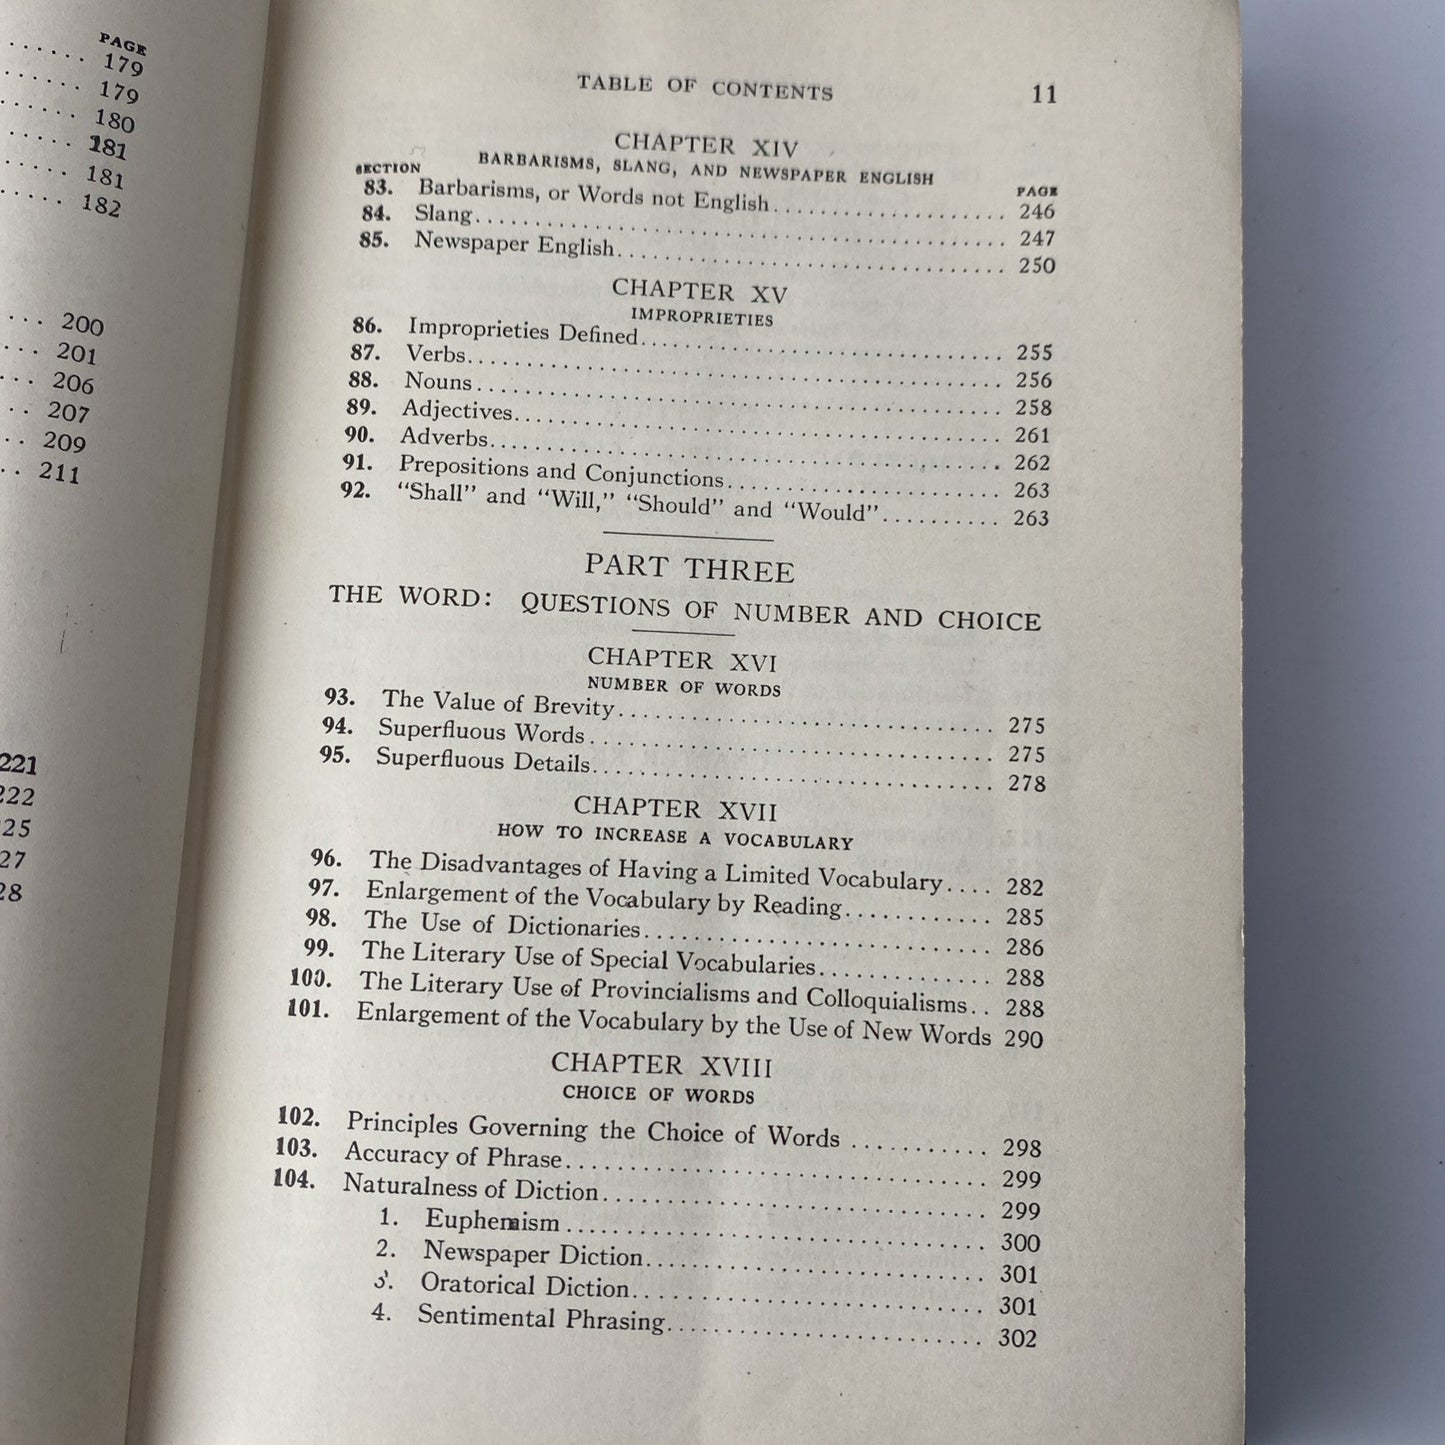 PAGE
...... 179
...... 179
...... 180
...... 181
...... 181
...... 182
... 200
... 201
... 206
.. 207
.. 209
.. 211
221
222
25
27
28
TABLE OF CONTENTS 11
CHAPTER XIV
BARBARISMS, SLANG, AND NEWSPAPER ENGLISH
SECTION PAGE
83. Barbarisms, or Words not English.................... 246
84. Slang.................... 247
85. Newspaper English.................... 250
CHAPTER XV
IMPROPRIETIES
86. Improprieties Defined.................... 255
87. Verbs.................... 256
88. Nouns.................... 258
89. Adjectives.................... 261
90. Adverbs.................... 262
91. Prepositions and Conjunctions.................... 263
92. "Shall" and "Will," "Should" and "Would".......... 263
PART THREE
THE WORD: QUESTIONS OF NUMBER AND CHOICE
CHAPTER XVI
NUMBER OF WORDS
93. The Value of Brevity.................... 275
94. Superfluous Words.................... 275
95. Superfluous Details.................... 278
CHAPTER XVII
HOW TO INCREASE A VOCABULARY
96. The Disadvantages of Having a Limited Vocabulary.... 282
97. Enlargement of the Vocabulary by Reading............ 285
98. The Use of Dictionaries.................... 286
99. The Literary Use of Special Vocabularies.............. 288
100. The Literary Use of Provincialisms and Colloquialisms.. 288
101. Enlargement of the Vocabulary by the Use of New Words 290
CHAPTER XVIII
CHOICE OF WORDS
102. Principles Governing the Choice of Words ........... 298
103. Accuracy of Phrase.................... 299
104. Naturalness of Diction.................... 299
1. Euphemism.................... 300
2. Newspaper Diction.................... 301
3. Oratorical Diction.................... 301
4. Sentimental Phrasing.................... 302